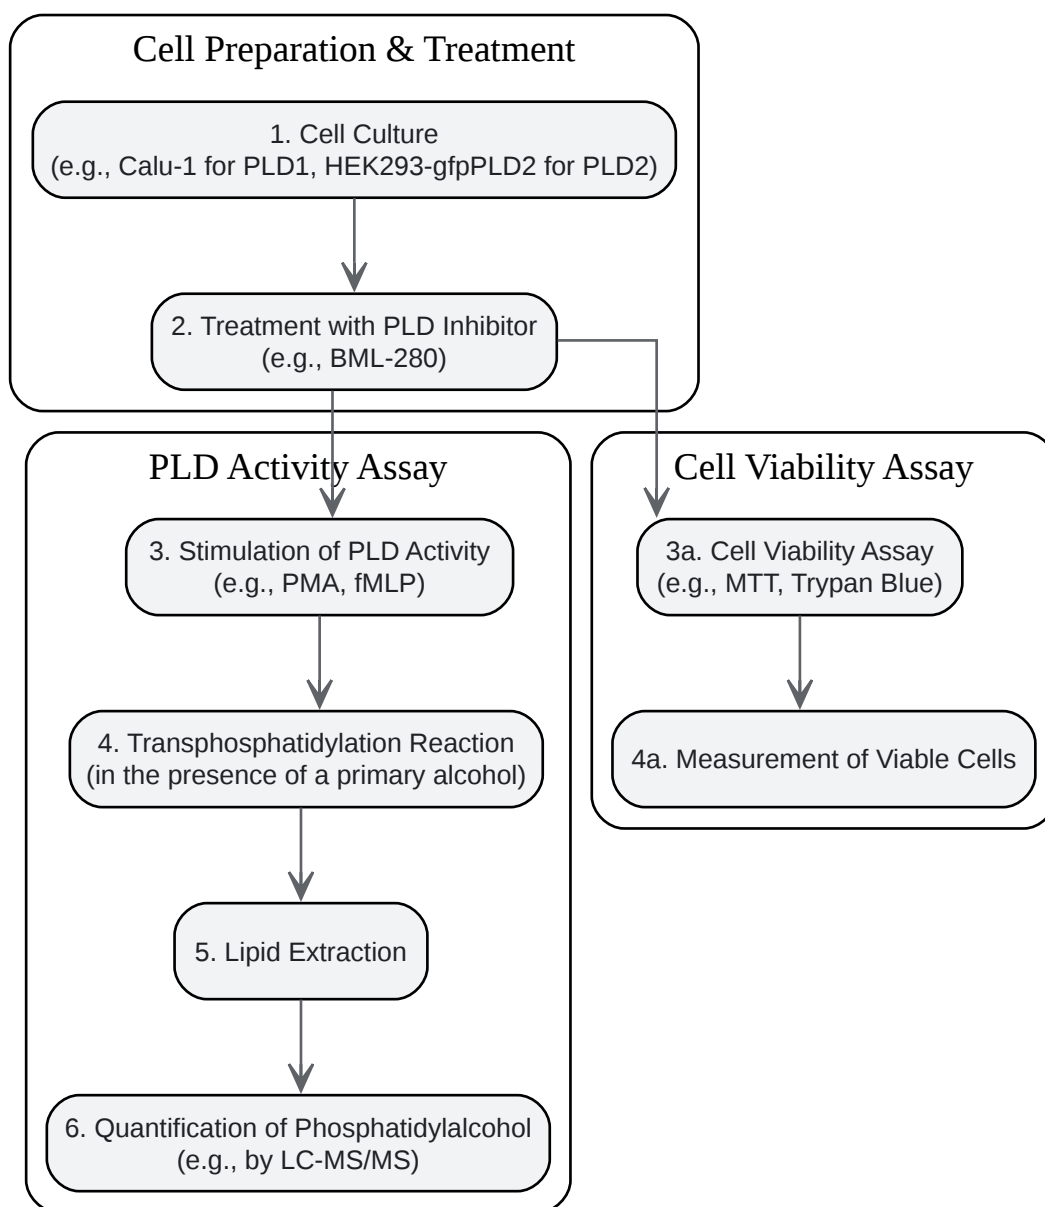 Cell Preparation & Treatment
1. Cell Culture
(e.g., Calu-1 for PLD1, HEK293-gfpPLD2 for PLD2)
2. Treatment with PLD Inhibitor
(e.g., BML-280)
PLD Activity Assay
3. Stimulation of PLD Activity
(e.g., PMA, fMLP)
4. Transphosphatidylation Reaction
(in the presence of a primary alcohol)
5. Lipid Extraction
6. Quantification of Phosphatidylalcohol
(e.g., by LC-MS/MS)
Cell Viability Assay
3a. Cell Viability Assay
(e.g., MTT, Trypan Blue)
4a. Measurement of Viable Cells